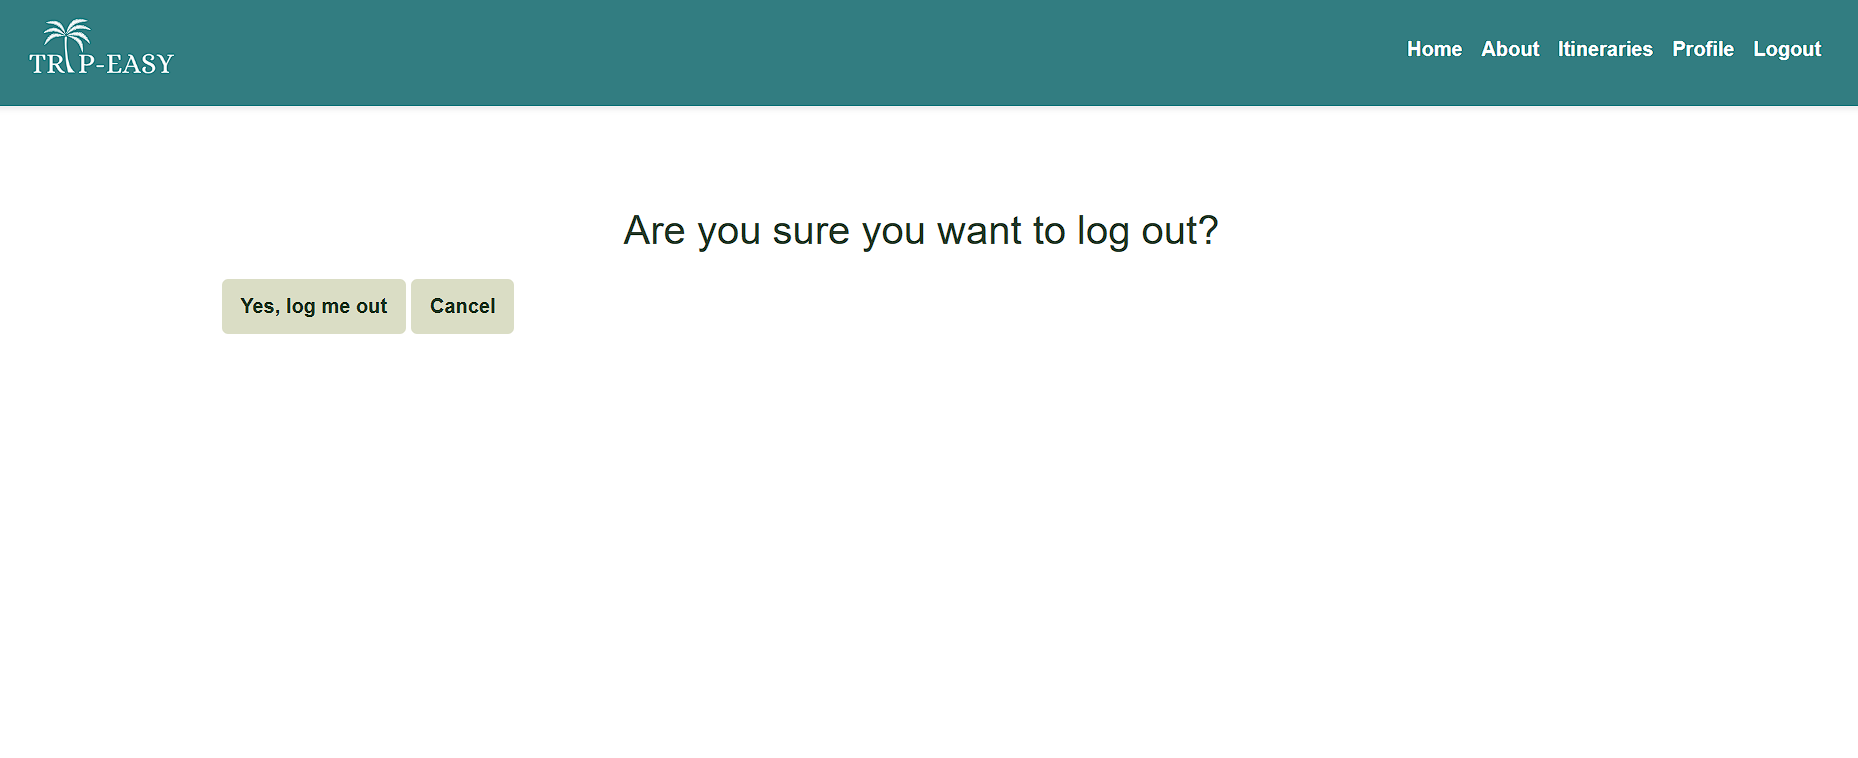 TRIP-EASY
Home About Itineraries Profile Logout
Are you sure you want to log out?
Yes, log me out Cancel